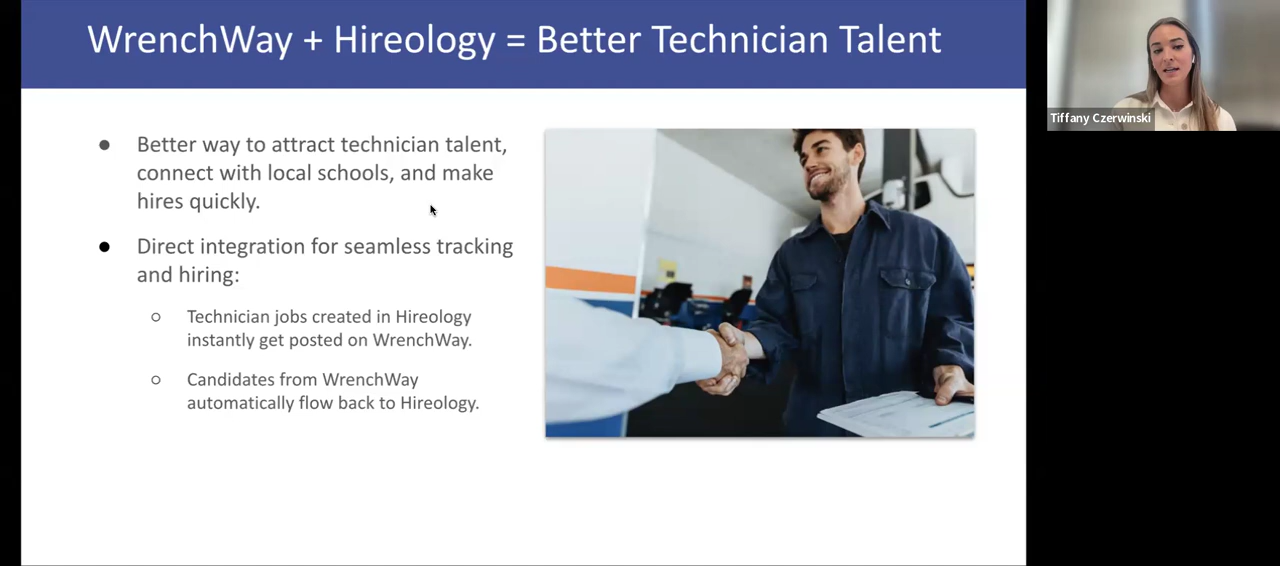 WrenchWay + Hireology = Better Technician Talent
Tiffany Czerwinski
● Better way to attract technician talent,
connect with local schools, and make
hires quickly.
● Direct integration for seamless tracking
and hiring:
○ Technician jobs created in Hireology
instantly get posted on WrenchWay.
○ Candidates from WrenchWay
automatically flow back to Hireology.